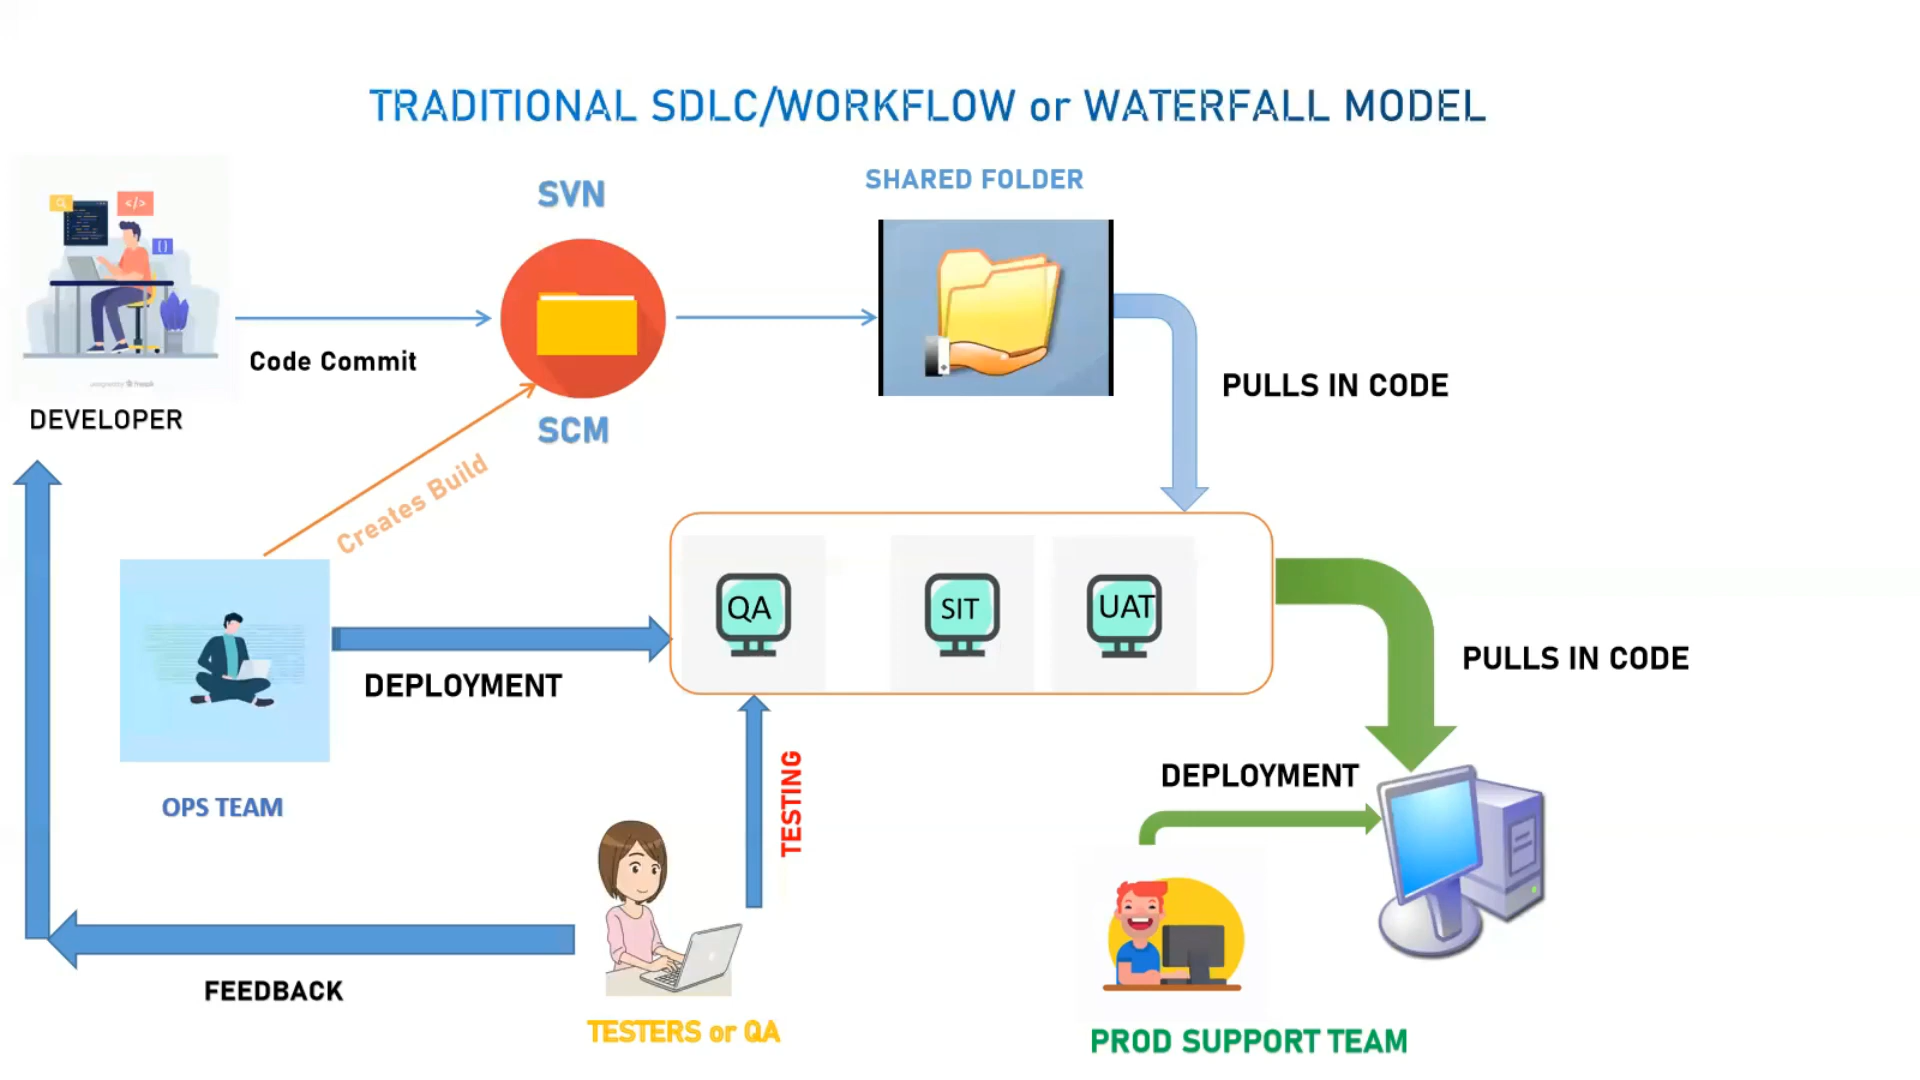 TRADITIONAL SDLC/WORKFLOW or WATERFALL MODEL
SVN
SHARED FOLDER
</>
{}
Code Commit
PULLS IN CODE
DEVELOPER
SCM
Creates Build
QA
SIT
UAT
DEPLOYMENT
PULLS IN CODE
TESTING
DEPLOYMENT
OPS TEAM
FEEDBACK
TESTERS or QA
PROD SUPPORT TEAM